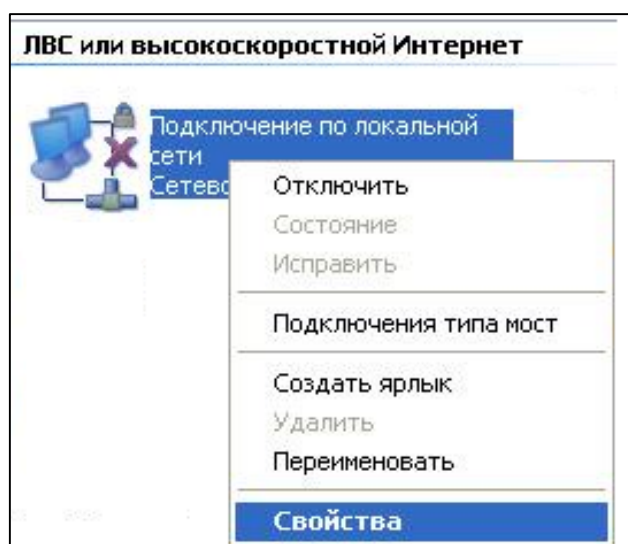 ЛВС или высокоскоростной Интернет
Подключение по локальной
сети
Сетево
Отключить
Состояние
Исправить
Подключения типа мост
Создать ярлык
Удалить
Переименовать
Свойства